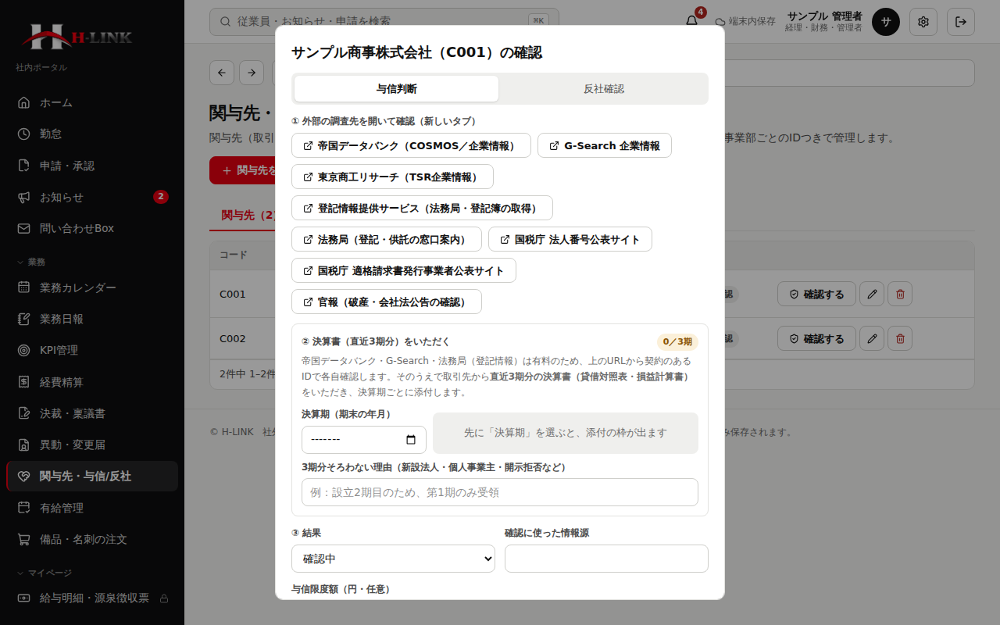 H-LINK
社内ポータル
ホーム
勤怠
申請・承認
お知らせ 2
問い合わせBox
業務
業務カレンダー
業務日報
KPI管理
経費精算
決裁・稟議書
異動・変更届
関与先・与信/反社
有給管理
備品・名刺の注文
マイページ
給与明細・源泉徴収票
従業員・お知らせ・申請を検索 ⌘K
4
端末内保存
サンプル 管理者
経理・財務・管理者
サ
関与先・
関与先（取引
事業部ごとのIDつきで管理します。
関与先を
関与先（2
コード
C001
認
確認する
C002
認
確認する
2件中 1–2件
© H-LINK 社
み保存されます。
サンプル商事株式会社（C001）の確認
与信判断
反社確認
① 外部の調査先を開いて確認（新しいタブ）
帝国データバンク（COSMOS／企業情報）
G-Search 企業情報
東京商工リサーチ（TSR企業情報）
登記情報提供サービス（法務局・登記簿の取得）
法務局（登記・供託の窓口案内）
国税庁 法人番号公表サイト
国税庁 適格請求書発行事業者公表サイト
官報（破産・会社法公告の確認）
② 決算書（直近3期分）をいただく
0／3期
帝国データバンク・G-Search・法務局（登記情報）は有料のため、上のURLから契約のある
IDで各自確認します。そのうえで取引先から直近3期分の決算書（貸借対照表・損益計算書）
をいただき、決算期ごとに添付します。
決算期（期末の年月）
-------
先に「決算期」を選ぶと、添付の枠が出ます
3期分そろわない理由（新設法人・個人事業主・開示拒否など）
例：設立2期目のため、第1期のみ受領
③ 結果
確認に使った情報源
確認中
与信限度額（円・任意）